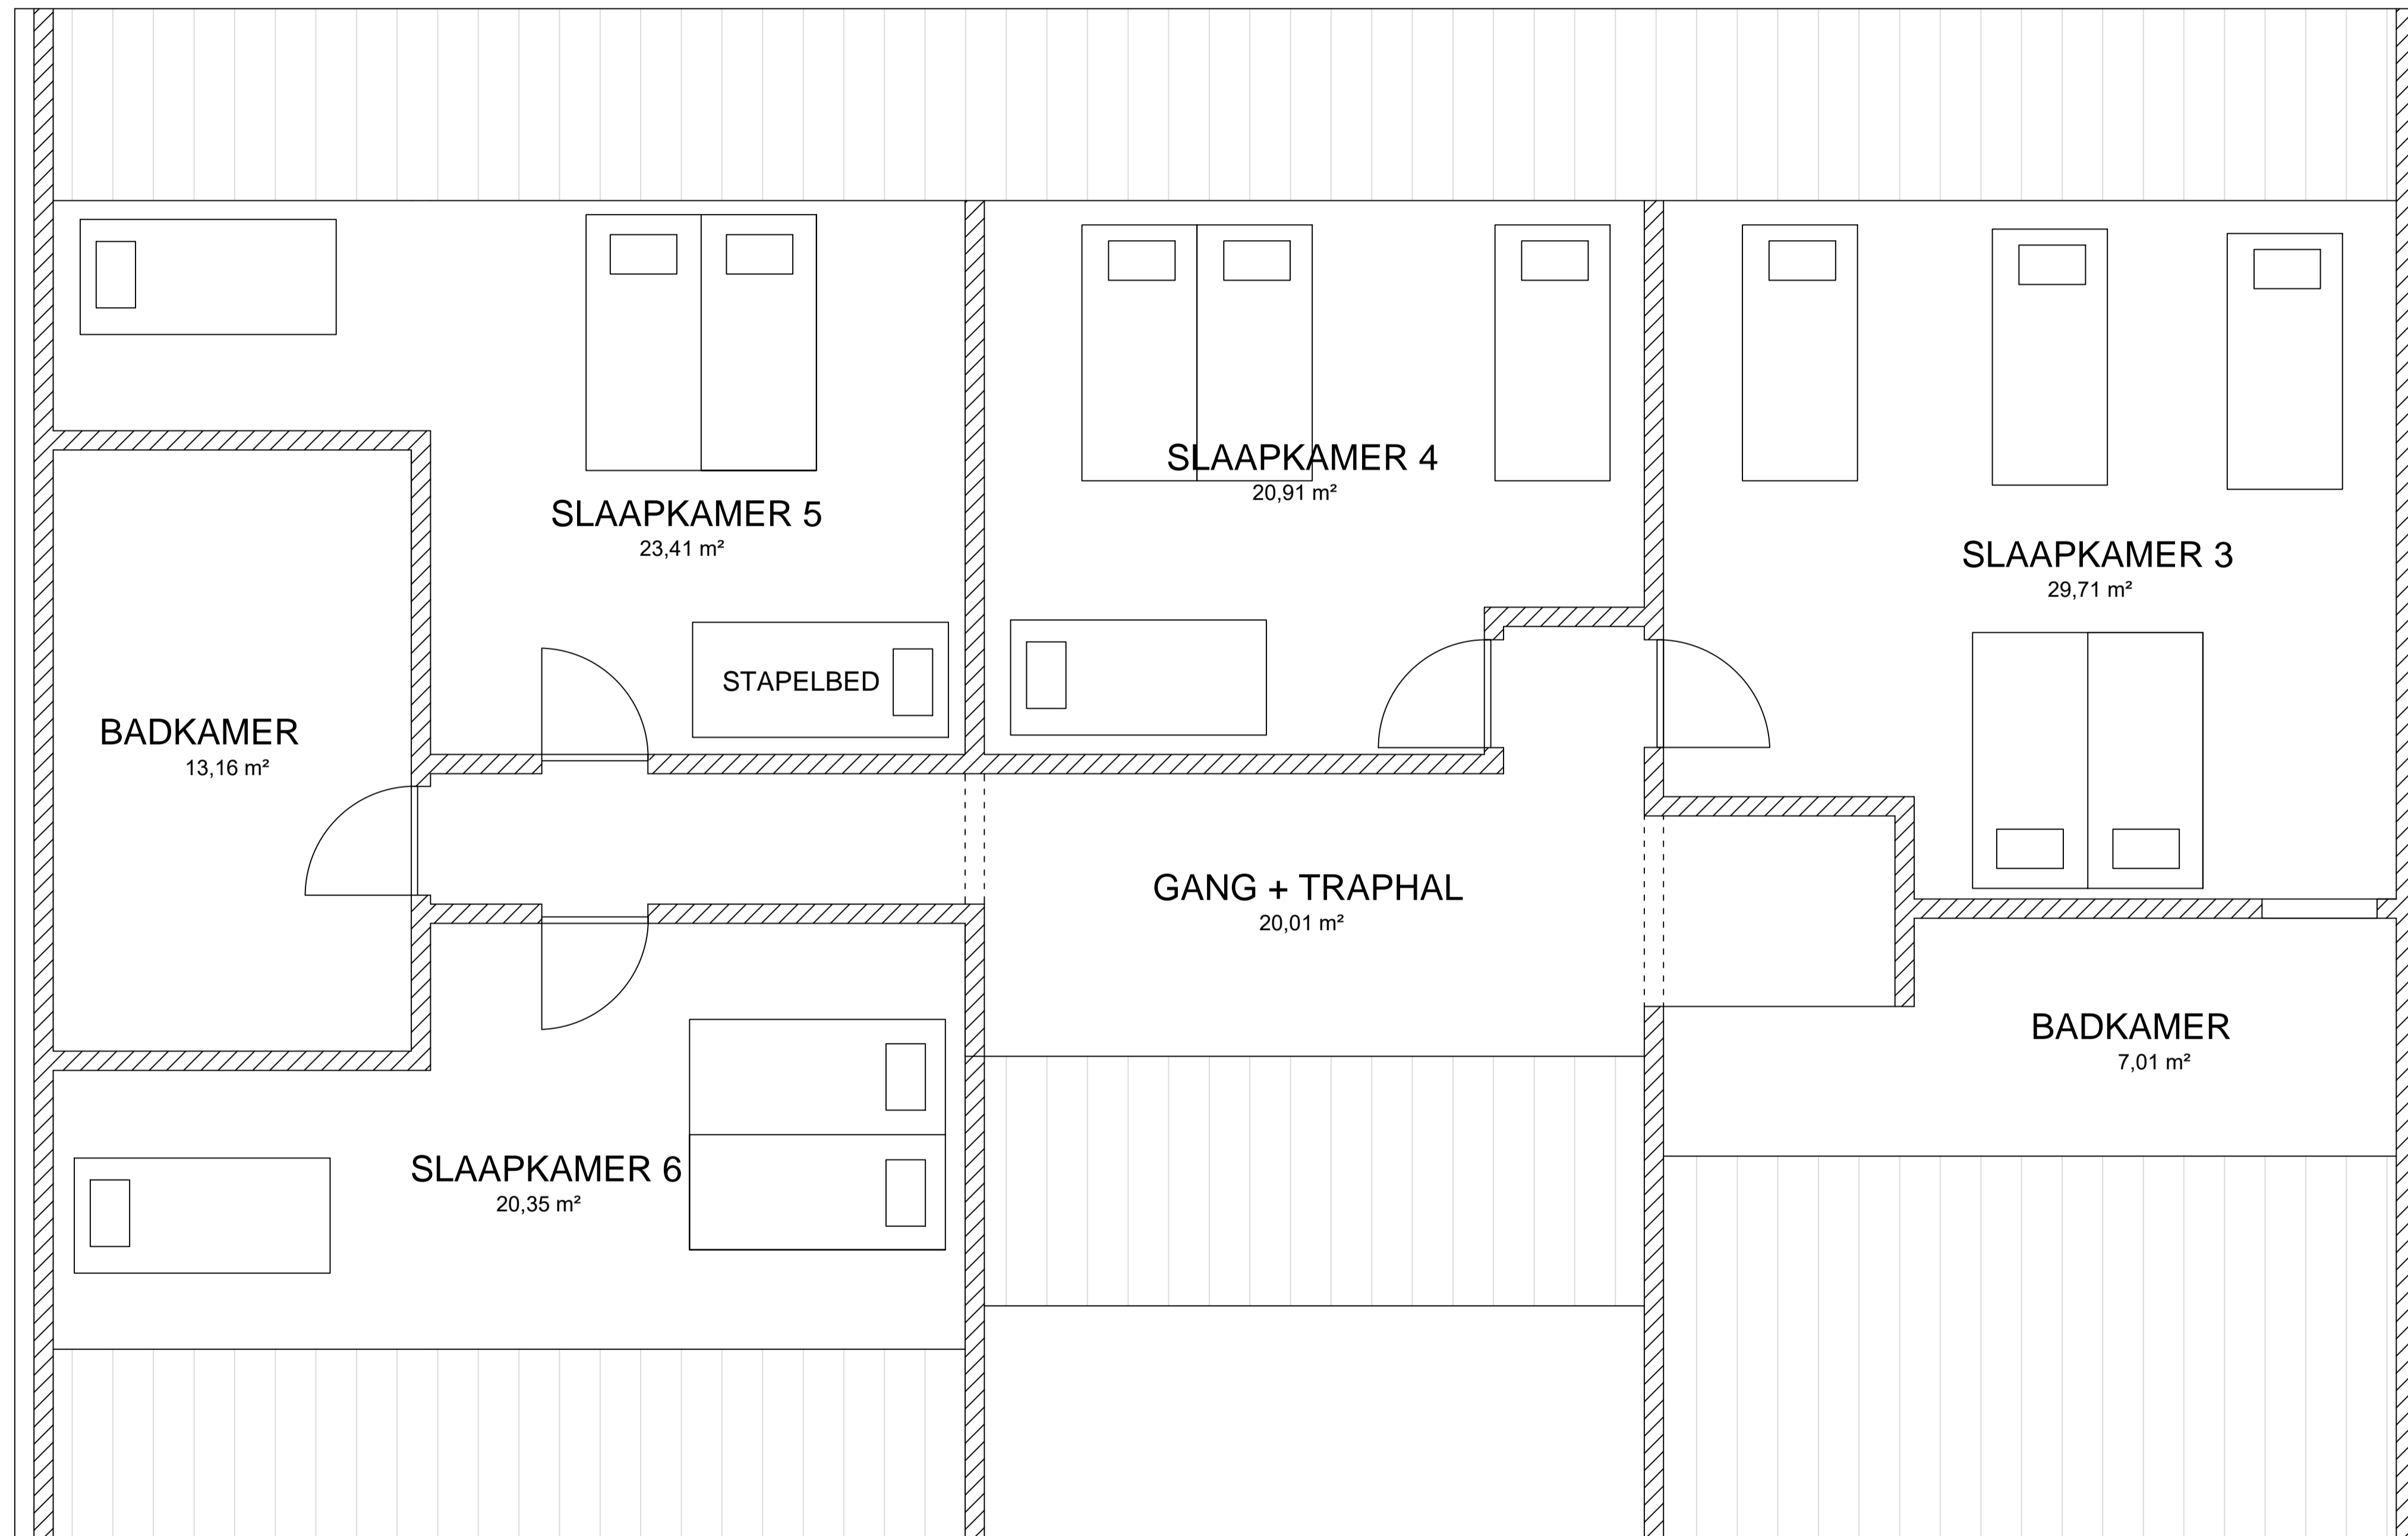 SLAAPKAMER 5
23,41 m²
STAPELBED
SLAAPKAMER 4
20,91 m²
SLAAPKAMER 3
29,71 m²
BADKAMER
13,16 m²
GANG + TRAPHAL
20,01 m²
BADKAMER
7,01 m²
SLAAPKAMER 6
20,35 m²